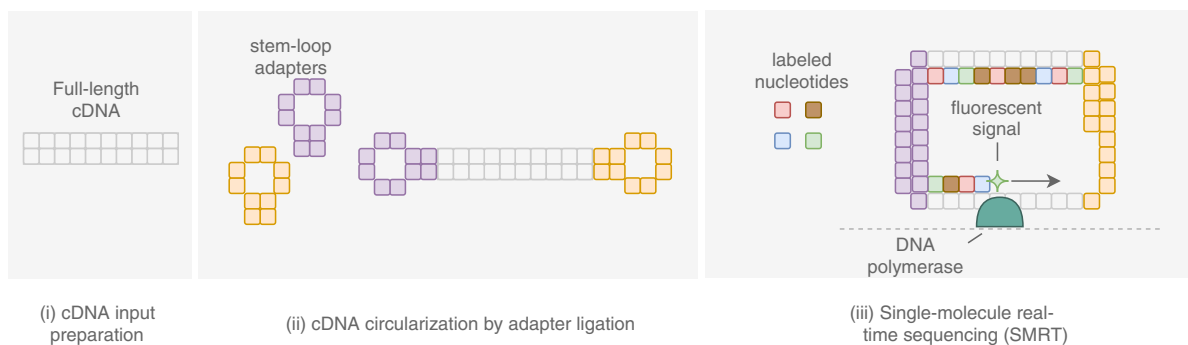 Full-length
cDNA
stem-loop
adapters
labeled
nucleotides
fluorescent
signal
DNA
polymerase
(i) cDNA input
preparation
(ii) cDNA circularization by adapter ligation
(iii) Single-molecule real-
time sequencing (SMRT)